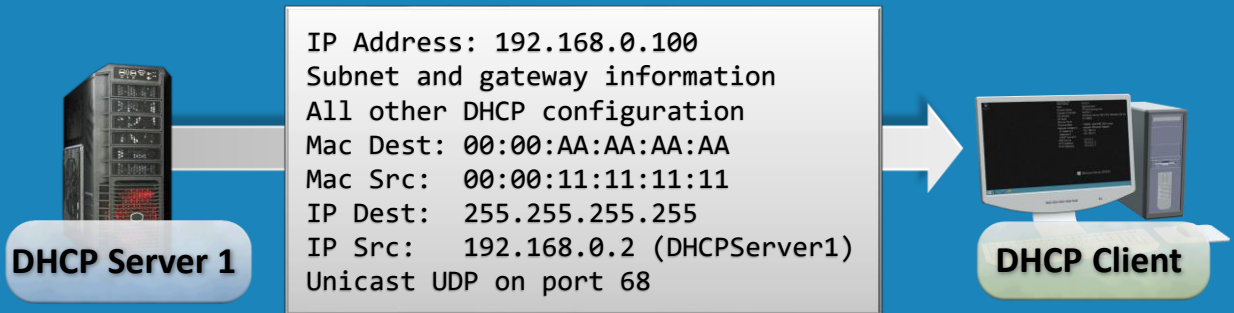 IP Address: 192.168.0.100
Subnet and gateway information
All other DHCP configuration
Mac Dest: 00:00:AA:AA:AA:AA
Mac Src: 00:00:11:11:11:11
IP Dest: 255.255.255.255
IP Src: 192.168.0.2 (DHCPServer1)
Unicast UDP on port 68
DHCP Server 1
DHCP Client